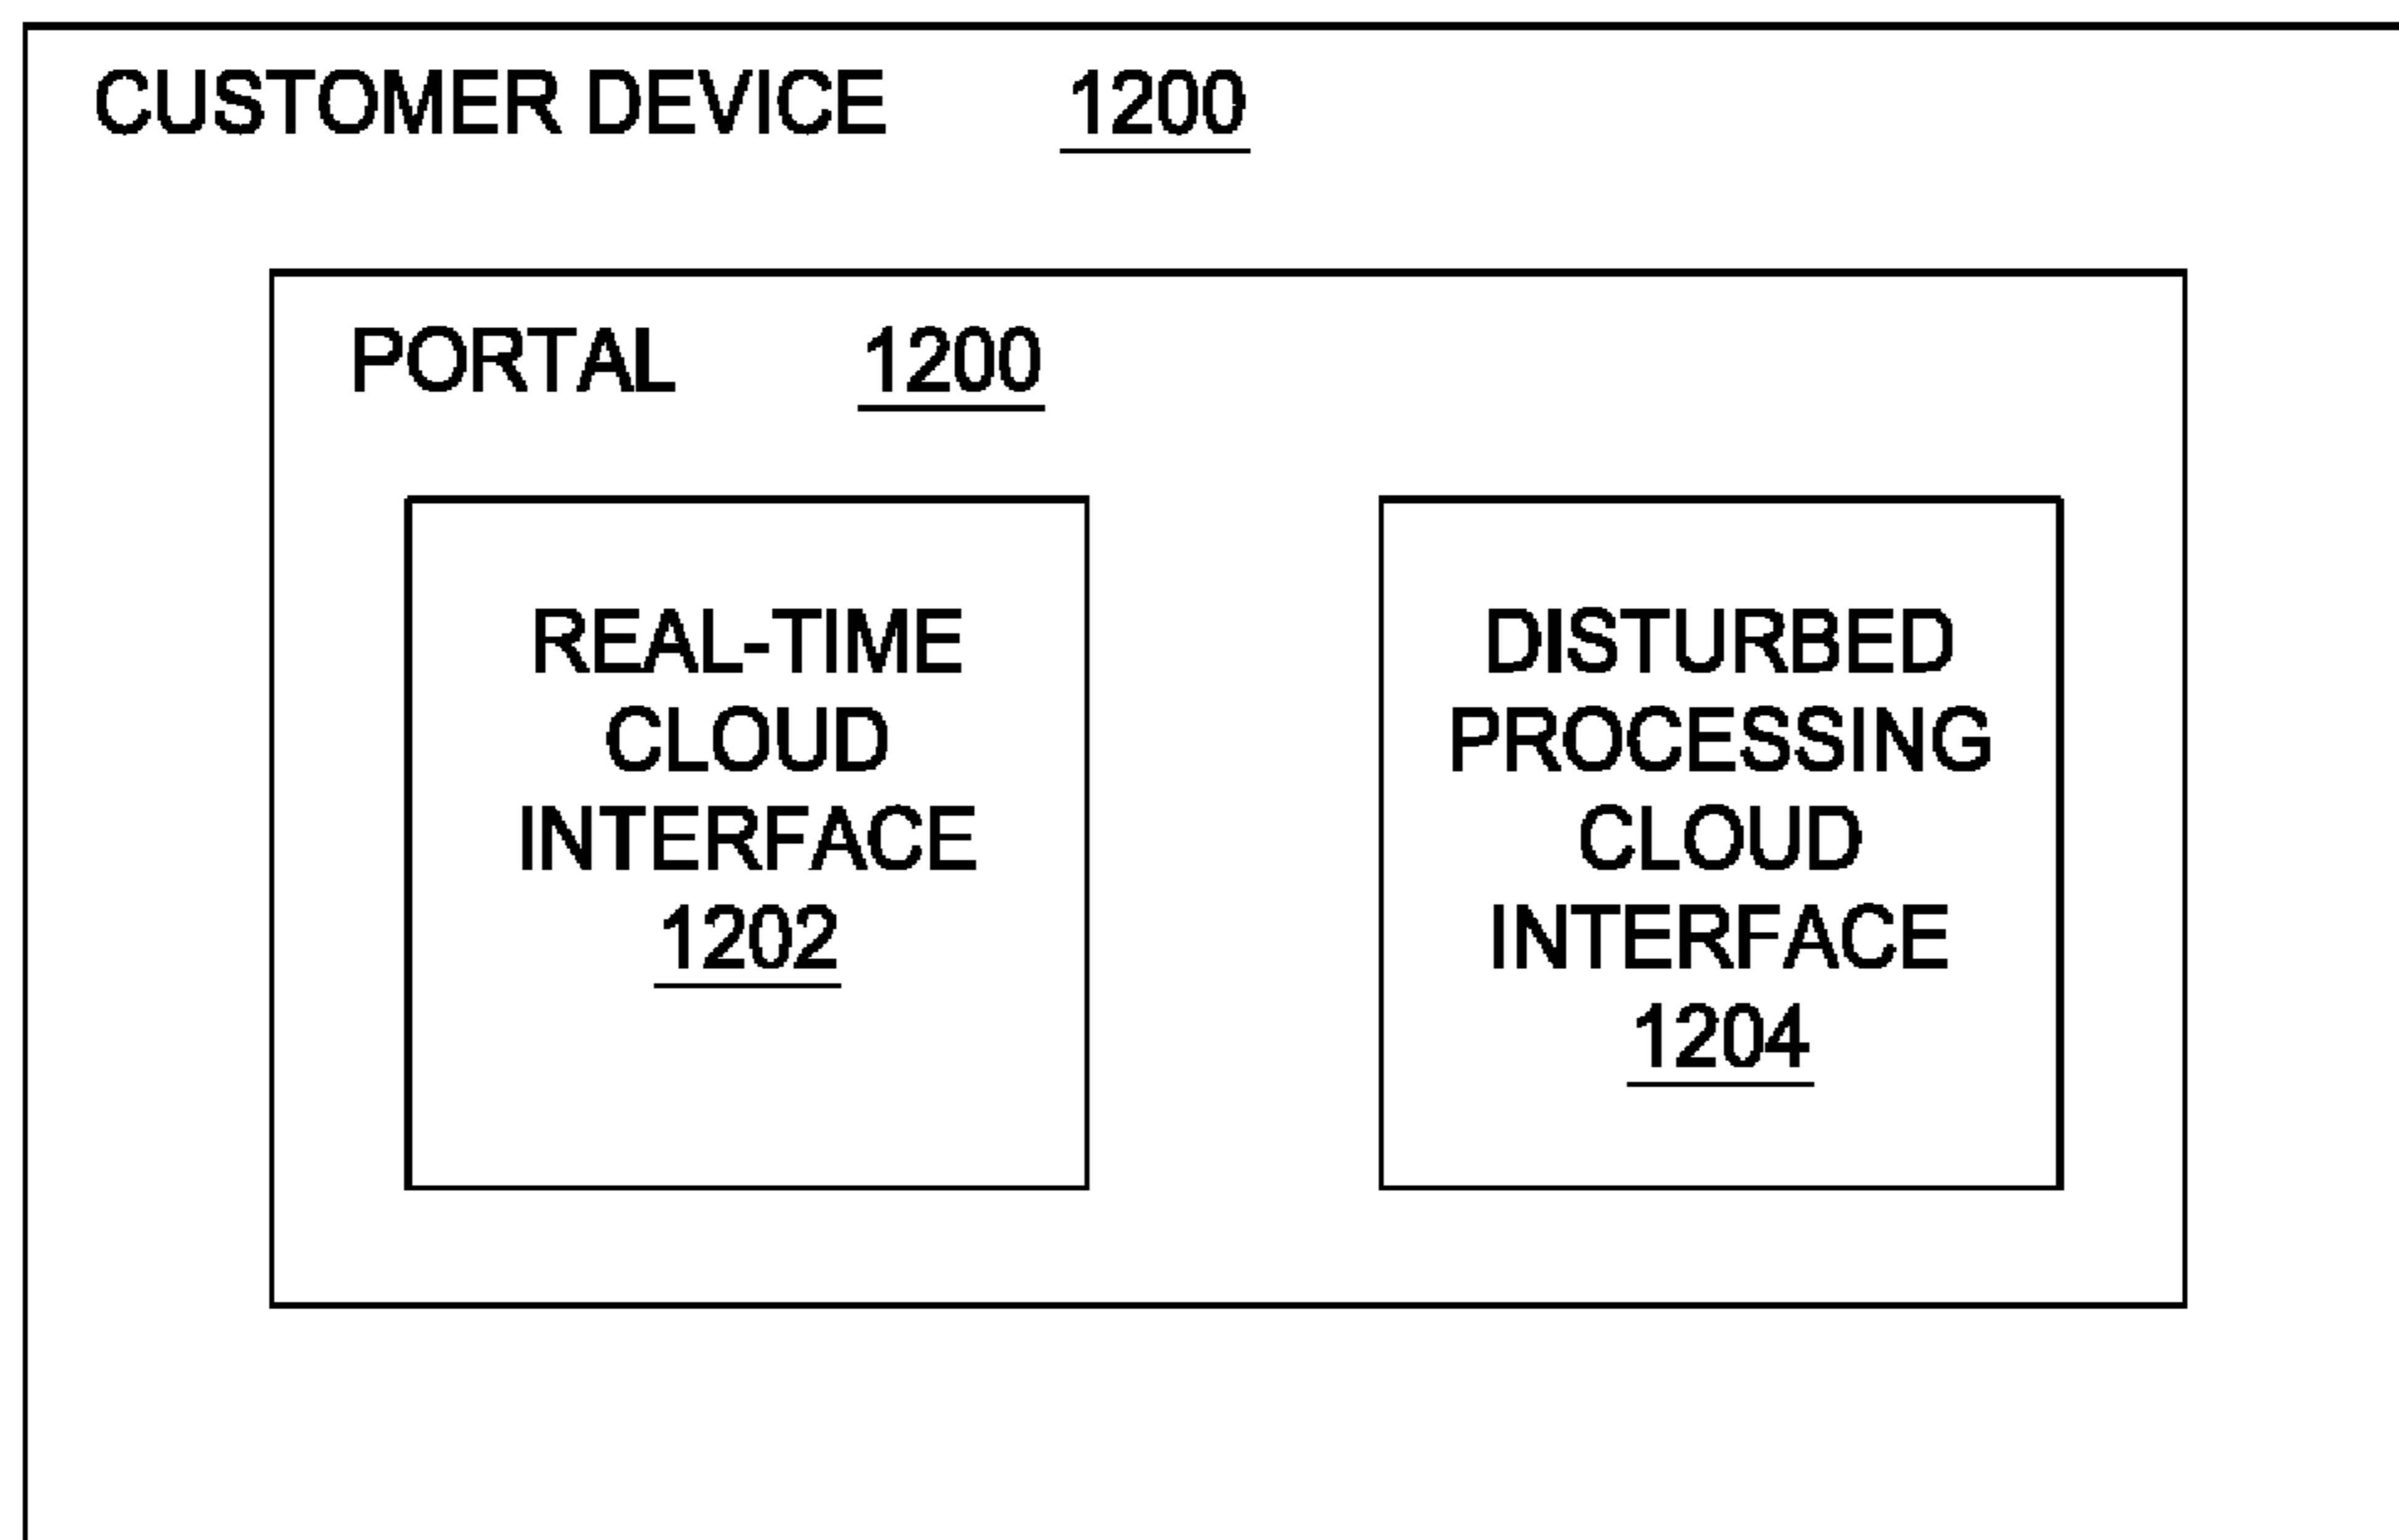 CUSTOMER DEVICE 1200
PORTAL 1200
REAL-TIME
CLOUD
INTERFACE
1202
DISTURBED
PROCESSING
CLOUD
INTERFACE
1204